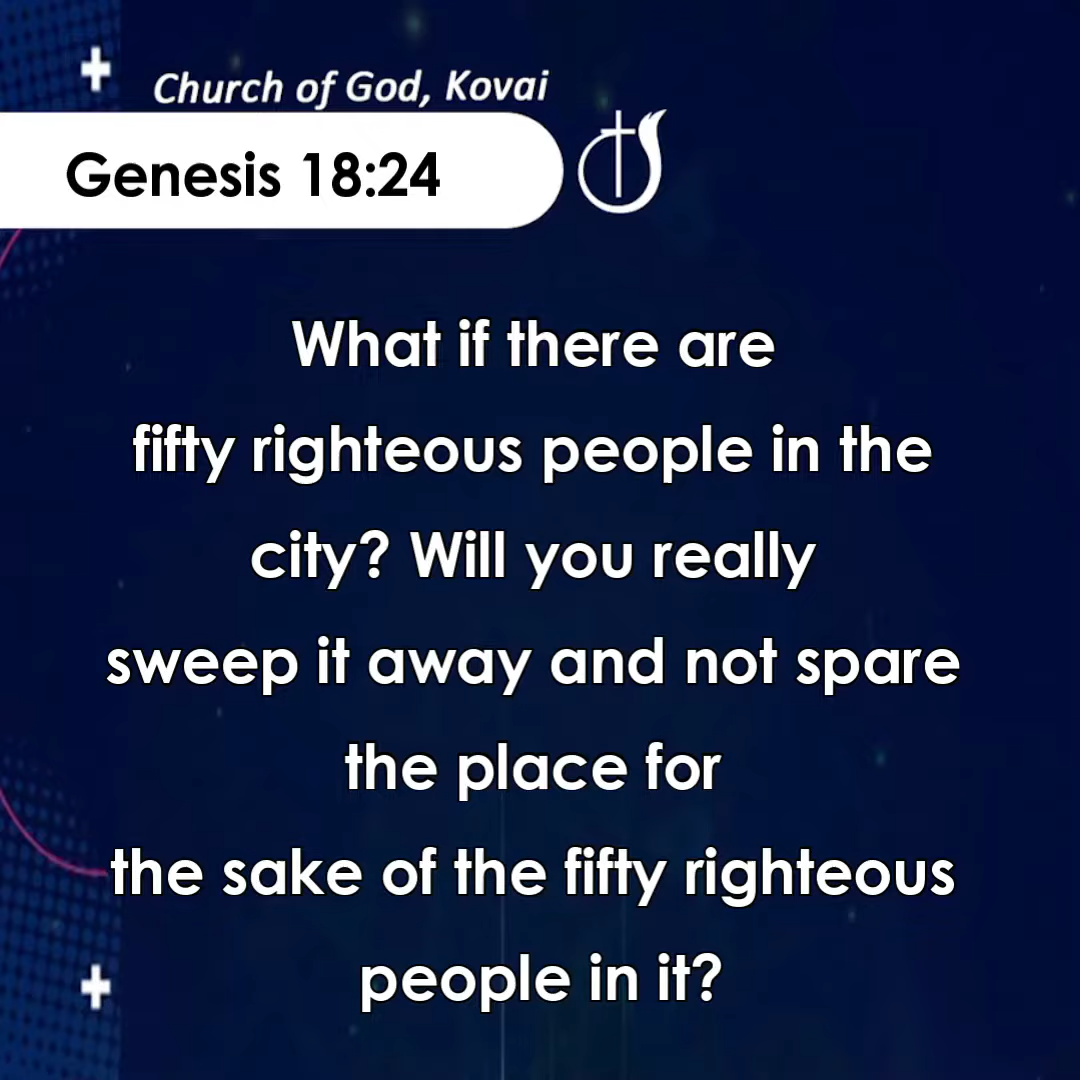 Church of God, Kovai
Genesis 18:24
What if there are
fifty righteous people in the
city? Will you really
sweep it away and not spare
the place for
the sake of the fifty righteous
people in it?